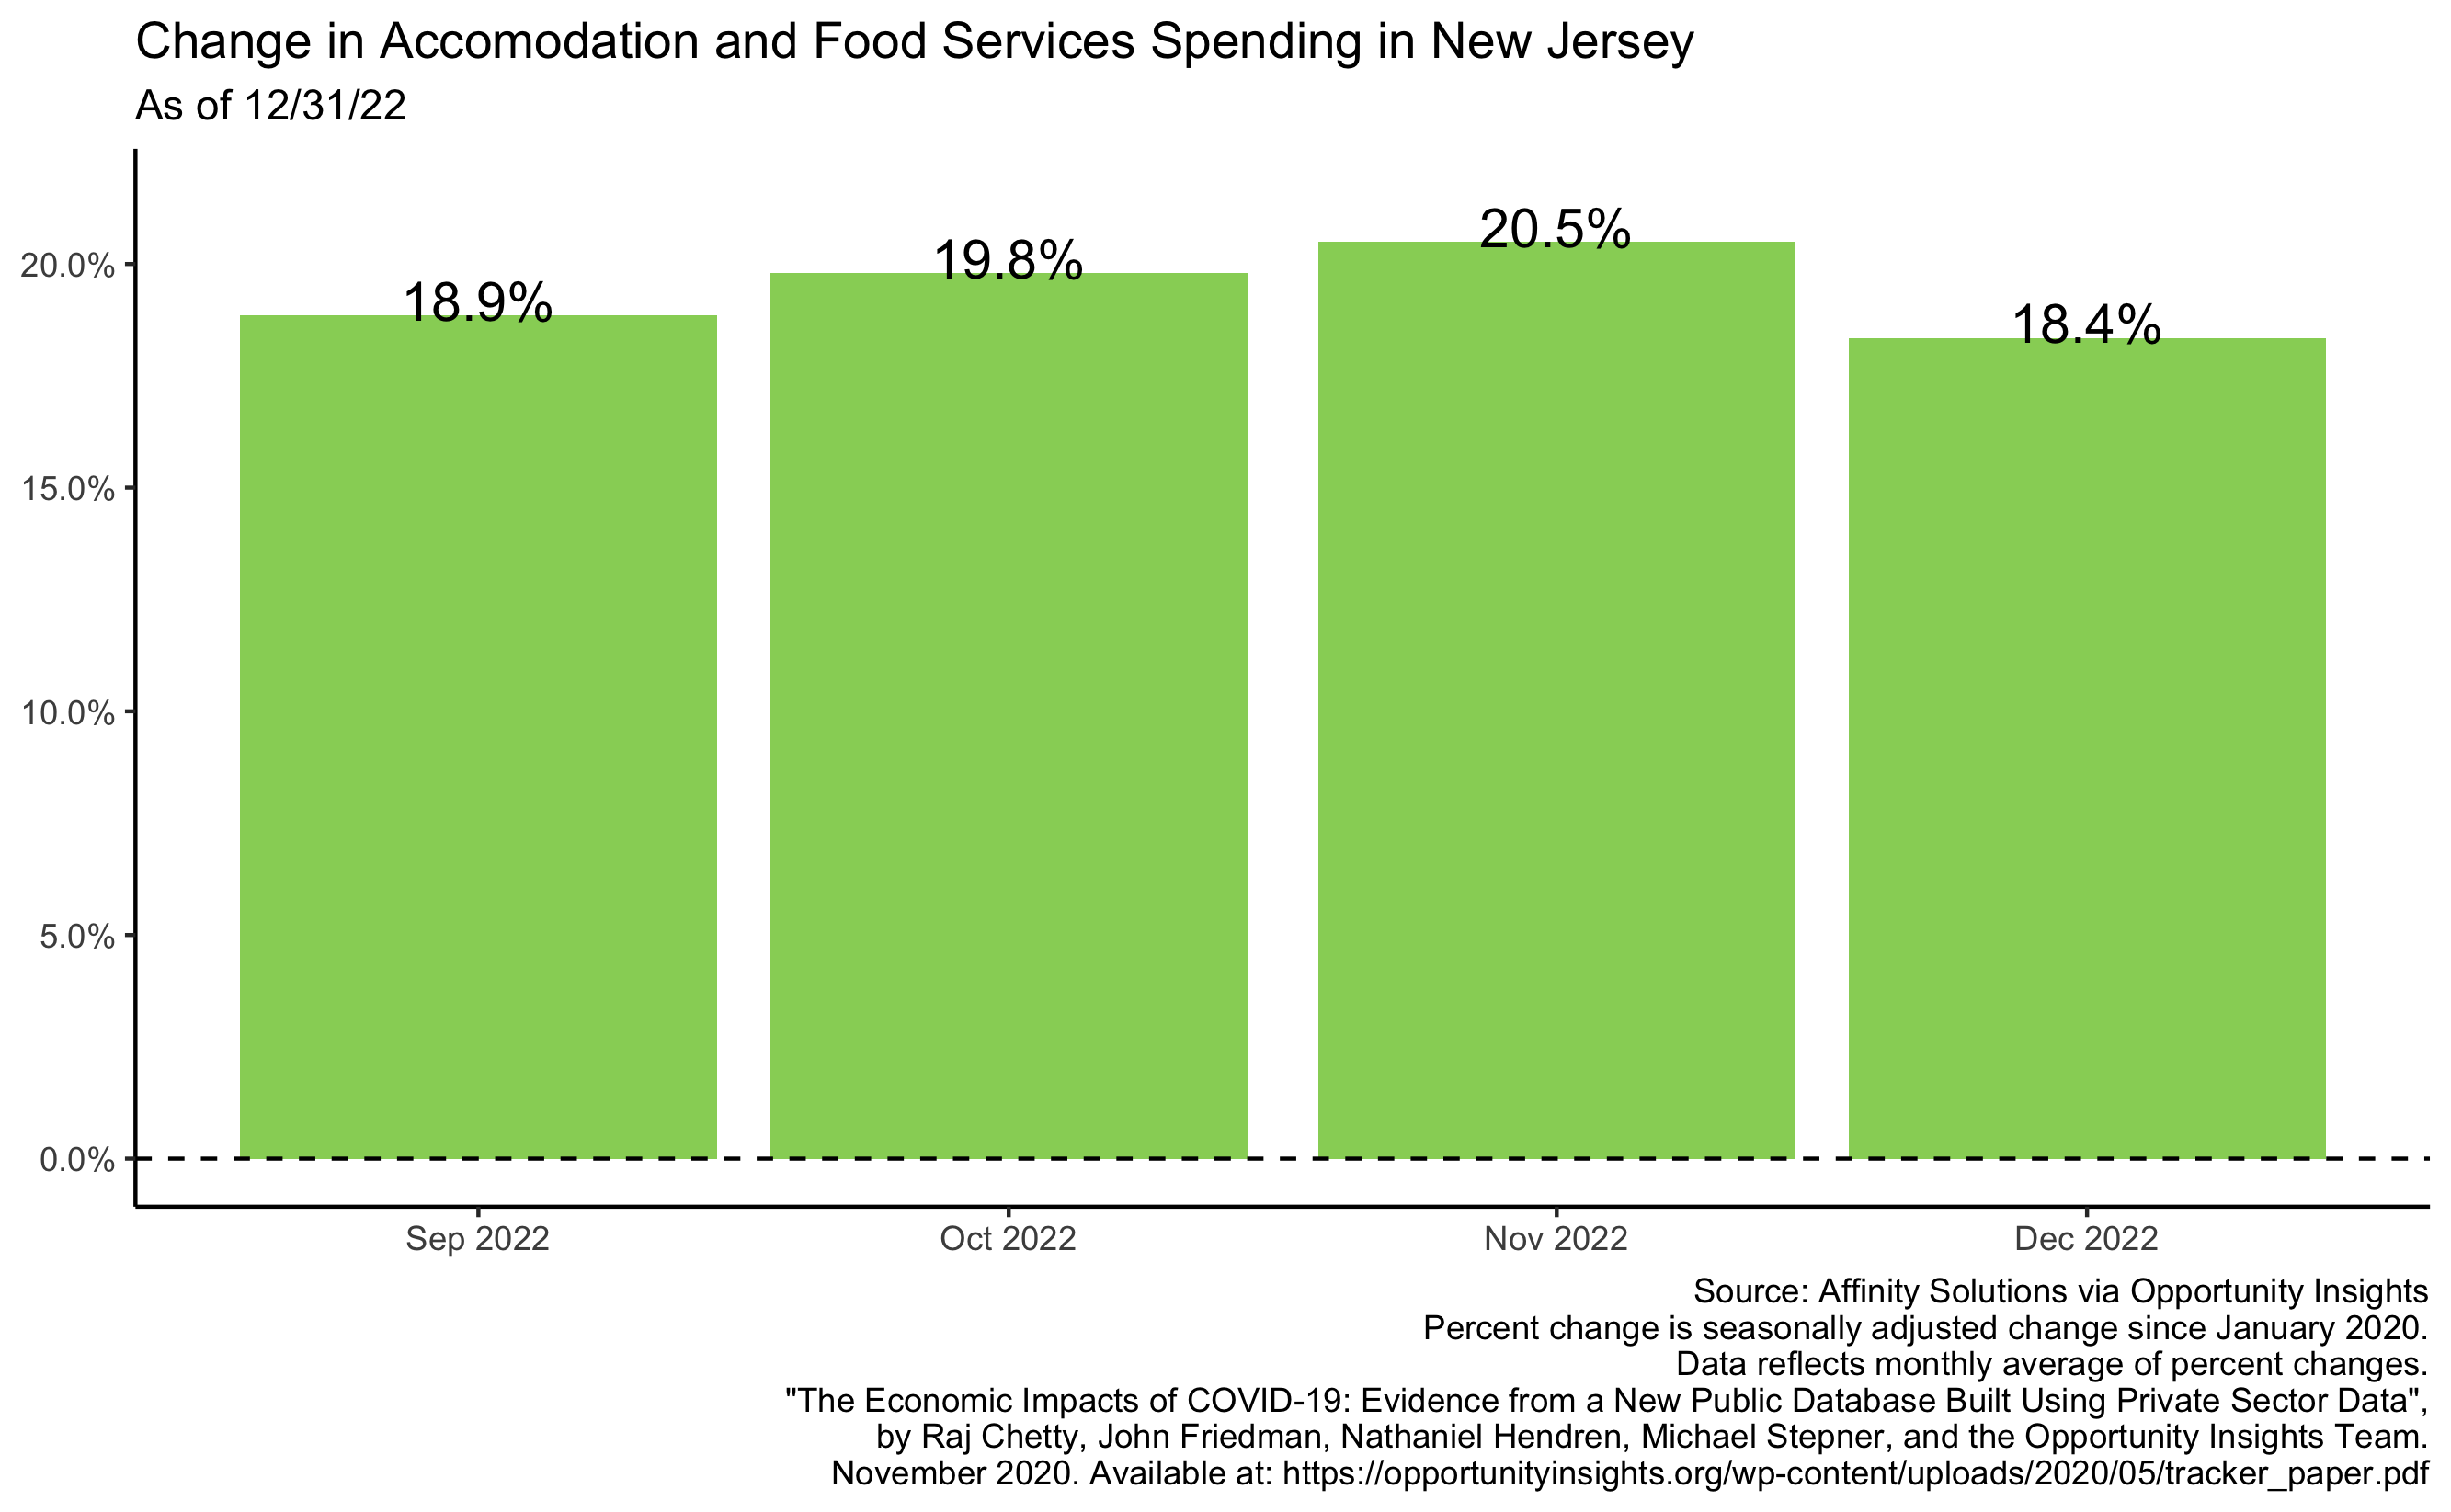 Change in Accomodation and Food Services Spending in New Jersey
As of 12/31/22
20.0%
15.0%
10.0%
5.0%
0.0%
18.9%
19.8%
20.5%
18.4%
Sep 2022
Oct 2022
Nov 2022
Dec 2022
Source: Affinity Solutions via Opportunity Insights
Percent change is seasonally adjusted change since January 2020.
Data reflects monthly average of percent changes.
"The Economic Impacts of COVID-19: Evidence from a New Public Database Built Using Private Sector Data",
by Raj Chetty, John Friedman, Nathaniel Hendren, Michael Stepner, and the Opportunity Insights Team.
November 2020. Available at: https://opportunityinsights.org/wp-content/uploads/2020/05/tracker_paper.pdf